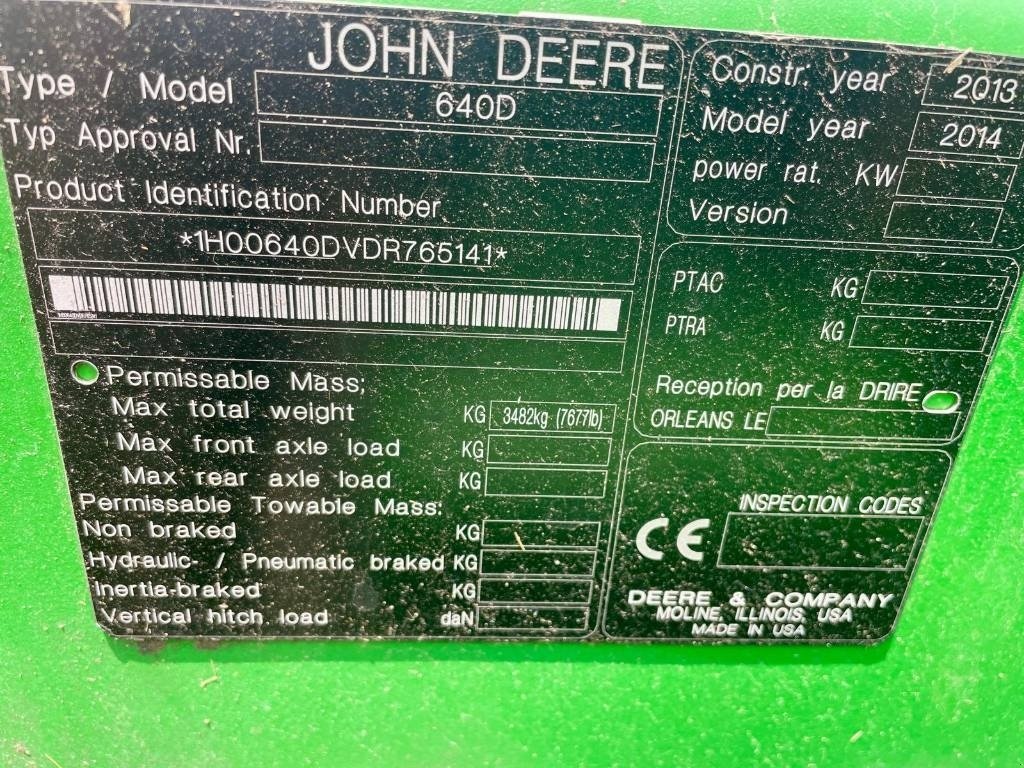 JOHN DEERE
Type / Model 640D
Typ Approval Nr.
Product Identification Number
*1H00640DVDR765141*
Permissable Mass;
Max total weight KG 3482kg (7677lb)
Max front axle load KG
Max rear axle load KG
Permissable Towable Mass:
Non braked KG
Hydraulic- / Pneumatic braked KG
Inertia-braked KG
Vertical hitch load daN
Constr. year 2013
Model year 2014
power rat. KW
Version
PTAC KG
PTRA KG
Reception per la DRIRE
ORLEANS LE
INSPECTION CODES
CE
DEERE & COMPANY
MOLINE, ILLINOIS, USA
MADE IN USA